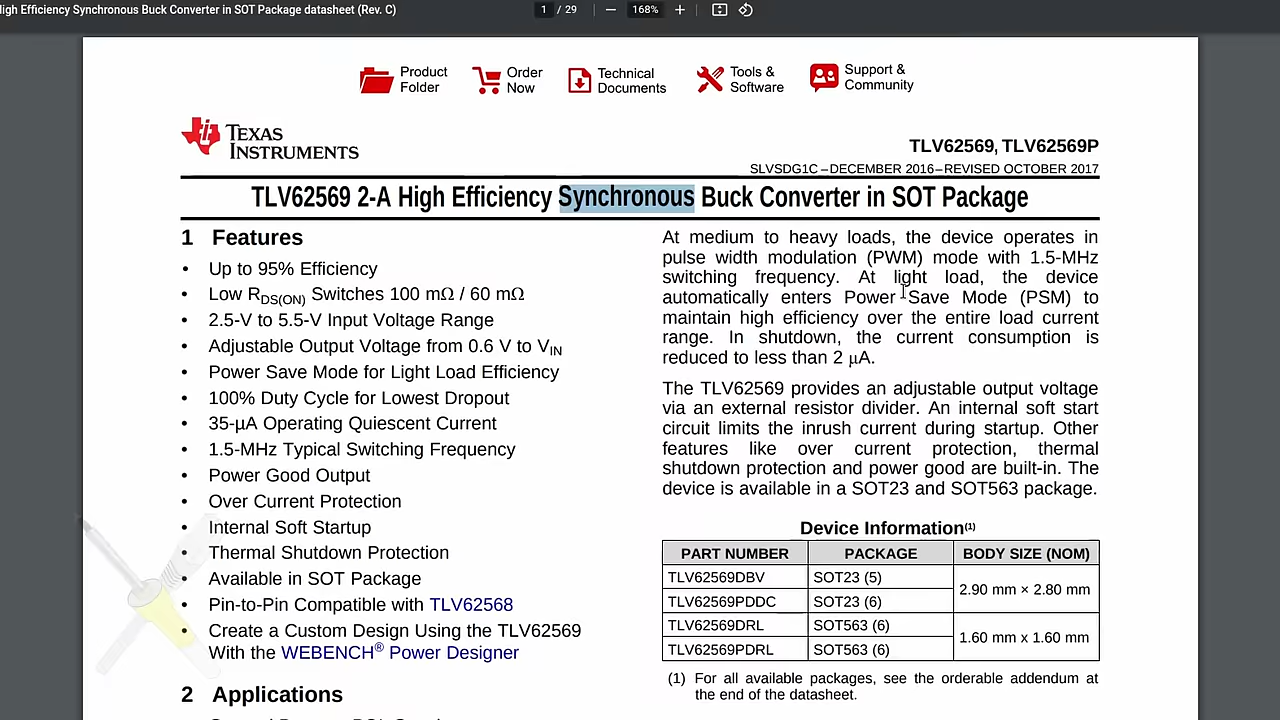 igh Efficiency Synchronous Buck Converter in SOT Package datasheet (Rev. C)
1 / 29
168%
Product
Folder
Order
Now
Technical
Documents
Tools &
Software
Support &
Community
TEXAS
INSTRUMENTS
TLV62569, TLV62569P
SLVSDG1C –DECEMBER 2016–REVISED OCTOBER 2017
TLV62569 2-A High Efficiency Synchronous Buck Converter in SOT Package
1 Features
• Up to 95% Efficiency
• Low RDS(ON) Switches 100 mΩ / 60 mΩ
• 2.5-V to 5.5-V Input Voltage Range
• Adjustable Output Voltage from 0.6 V to VIN
• Power Save Mode for Light Load Efficiency
• 100% Duty Cycle for Lowest Dropout
• 35-µA Operating Quiescent Current
• 1.5-MHz Typical Switching Frequency
• Power Good Output
• Over Current Protection
• Internal Soft Startup
• Thermal Shutdown Protection
• Available in SOT Package
• Pin-to-Pin Compatible with TLV62568
• Create a Custom Design Using the TLV62569
With the WEBENCH® Power Designer
2 Applications
At medium to heavy loads, the device operates in
pulse width modulation (PWM) mode with 1.5-MHz
switching frequency. At light load, the device
automatically enters Power Save Mode (PSM) to
maintain high efficiency over the entire load current
range. In shutdown, the current consumption is
reduced to less than 2 µA.
The TLV62569 provides an adjustable output voltage
via an external resistor divider. An internal soft start
circuit limits the inrush current during startup. Other
features like over current protection, thermal
shutdown protection and power good are built-in. The
device is available in a SOT23 and SOT563 package.
Device Information(1)
PART NUMBER PACKAGE BODY SIZE (NOM)
TLV62569DBV SOT23 (5) 2.90 mm × 2.80 mm
TLV62569PDDC SOT23 (6)
TLV62569DRL SOT563 (6) 1.60 mm x 1.60 mm
TLV62569PDRL SOT563 (6)
(1) For all available packages, see the orderable addendum at
the end of the datasheet.